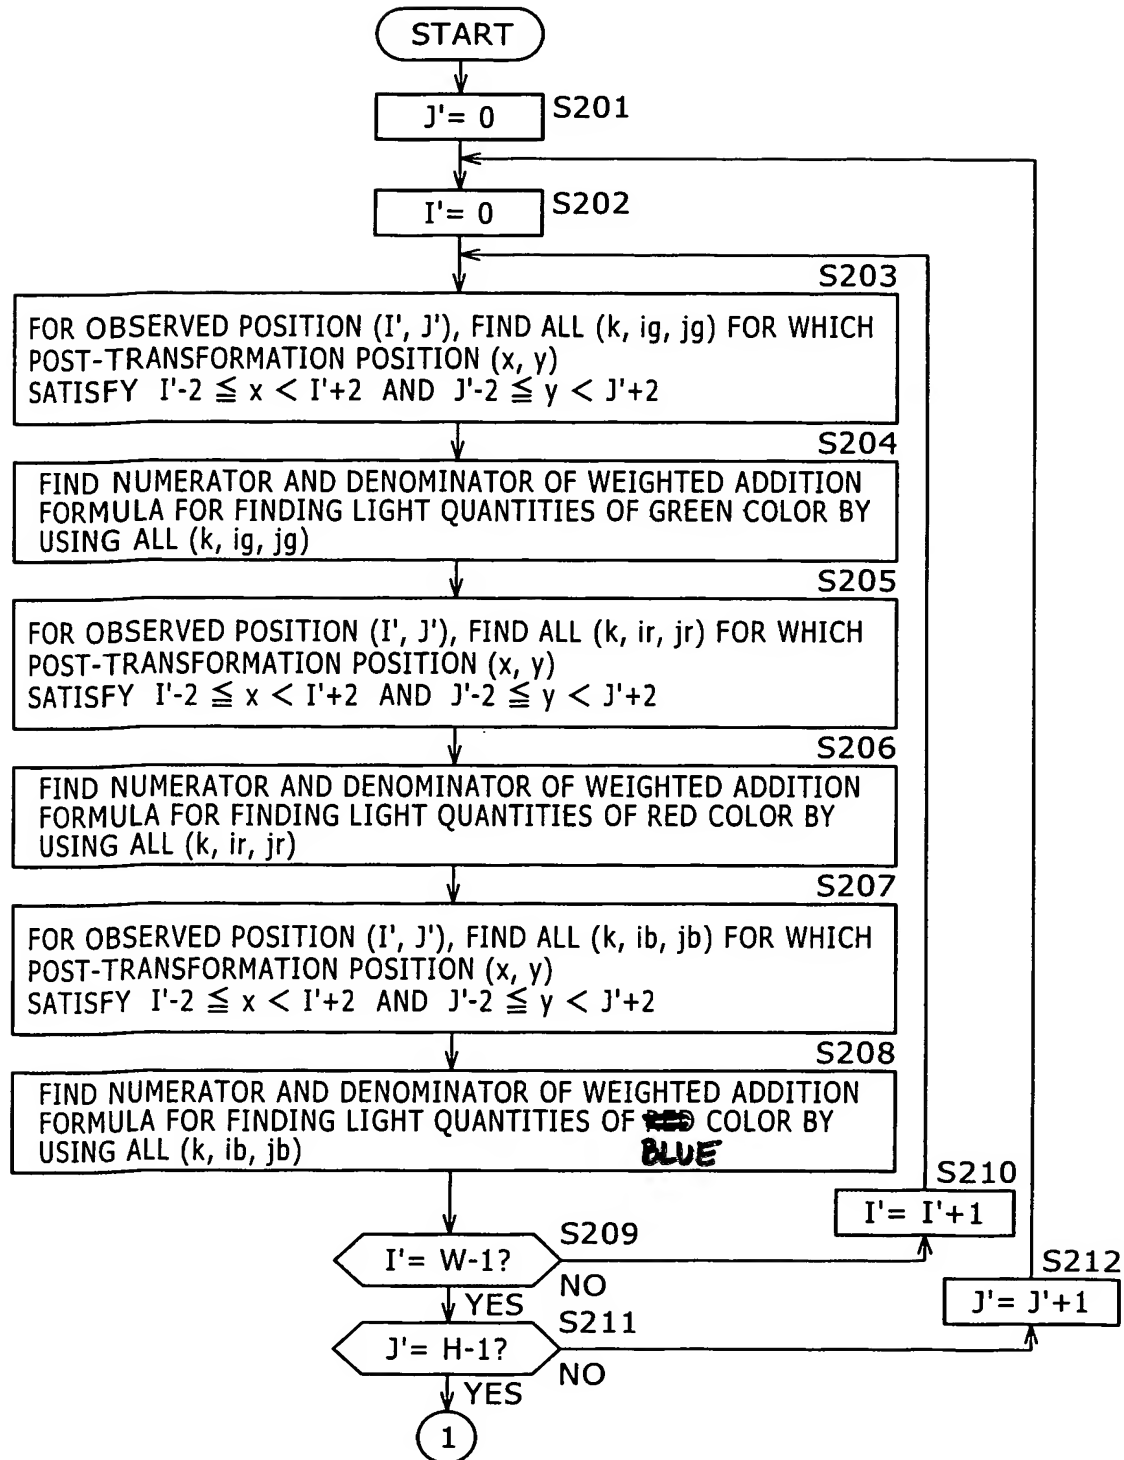 START
J'= 0
S201
I'= 0
S202
S203
FOR OBSERVED POSITION (I', J'), FIND ALL (k, ig, jg) FOR WHICH
POST-TRANSFORMATION POSITION (x, y)
SATISFY I'-2 ≦ x < I'+2 AND J'-2 ≦ y < J'+2
S204
FIND NUMERATOR AND DENOMINATOR OF WEIGHTED ADDITION
FORMULA FOR FINDING LIGHT QUANTITIES OF GREEN COLOR BY
USING ALL (k, ig, jg)
S205
FOR OBSERVED POSITION (I', J'), FIND ALL (k, ir, jr) FOR WHICH
POST-TRANSFORMATION POSITION (x, y)
SATISFY I'-2 ≦ x < I'+2 AND J'-2 ≦ y < J'+2
S206
FIND NUMERATOR AND DENOMINATOR OF WEIGHTED ADDITION
FORMULA FOR FINDING LIGHT QUANTITIES OF RED COLOR BY
USING ALL (k, ir, jr)
S207
FOR OBSERVED POSITION (I', J'), FIND ALL (k, ib, jb) FOR WHICH
POST-TRANSFORMATION POSITION (x, y)
SATISFY I'-2 ≦ x < I'+2 AND J'-2 ≦ y < J'+2
S208
FIND NUMERATOR AND DENOMINATOR OF WEIGHTED ADDITION
FORMULA FOR FINDING LIGHT QUANTITIES OF RED COLOR BY
USING ALL (k, ib, jb) BLUE
S210
I'= I'+1
S209
I'= W-1?
NO
YES
S212
J'= J'+1
S211
J'= H-1?
NO
YES
1